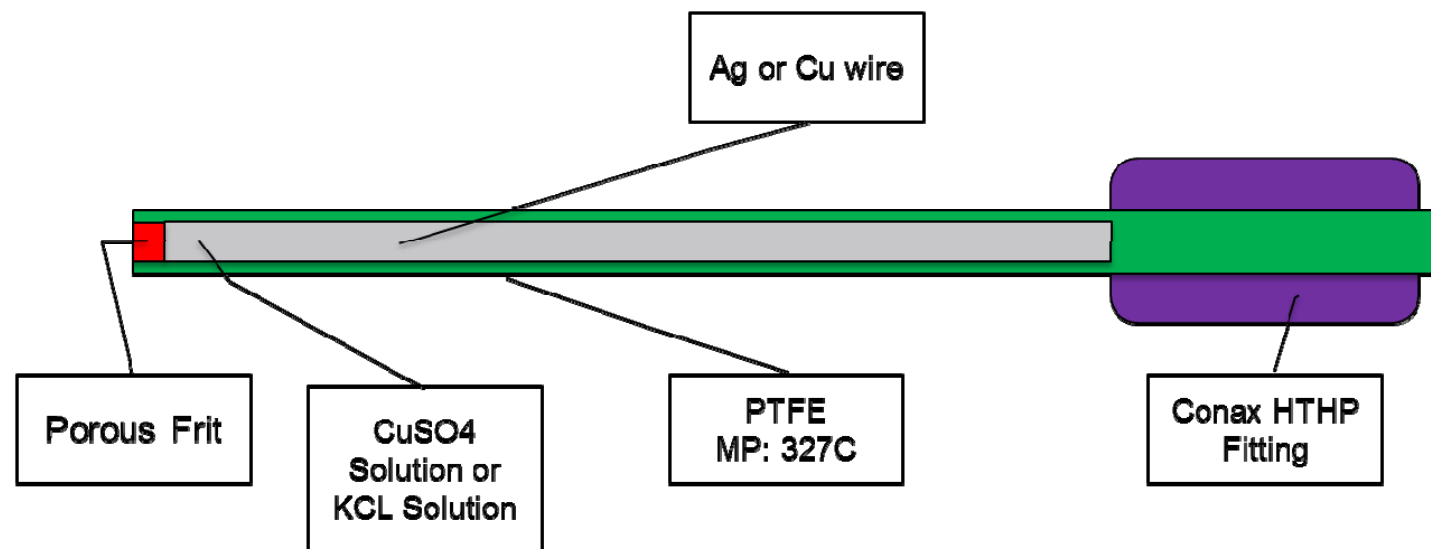 Ag or Cu wire
Porous Frit
CuSO4
Solution or
KCL Solution
PTFE
MP: 327C
Conax HTHP
Fitting